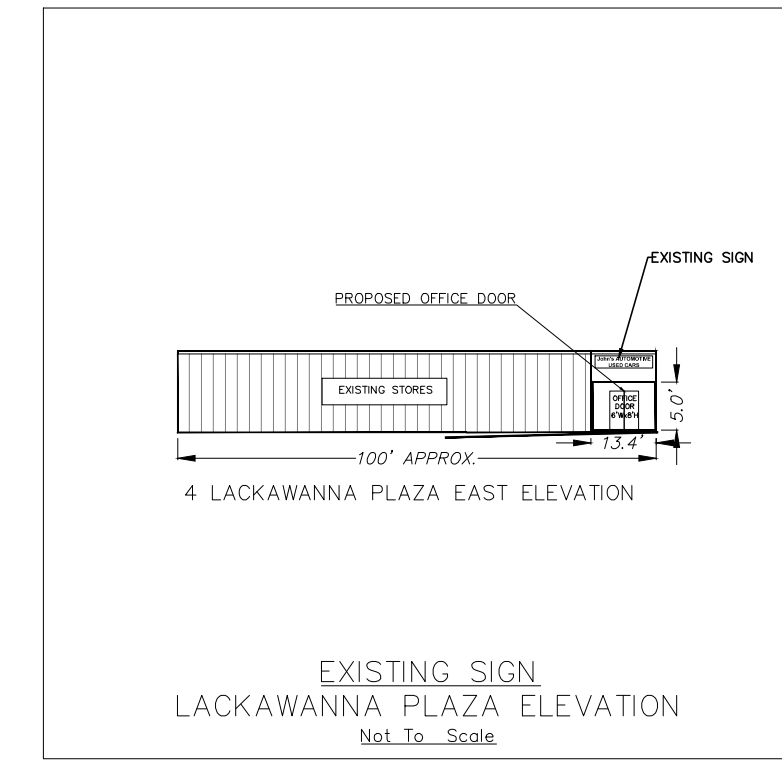 EXISTING SIGN
PROPOSED OFFICE DOOR
John's AUTOMOTIVE
USED CARS
EXISTING STORES
OFFICE
DOOR
6'Wx8'H
5.0'
13.4'
100' APPROX.
4 LACKAWANNA PLAZA EAST ELEVATION
EXISTING SIGN
LACKAWANNA PLAZA ELEVATION
Not To Scale